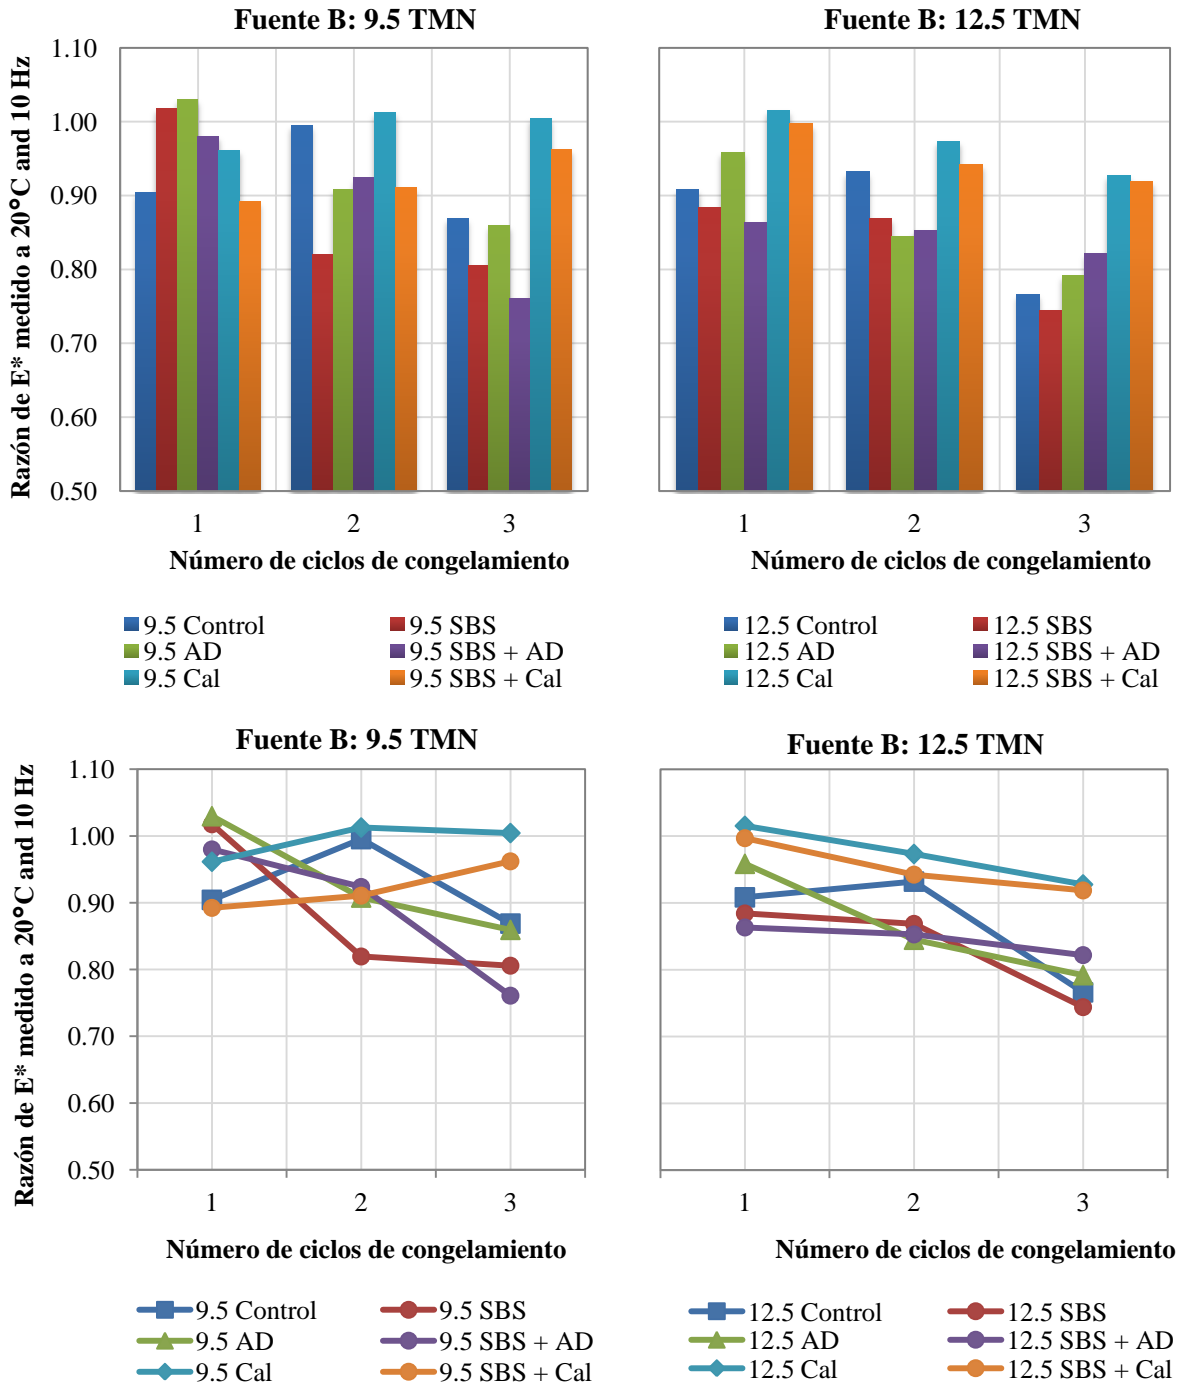 Fuente B: 9.5 TMN
Razón de E* medido a 20°C and 10 Hz
1.10
1.00
0.90
0.80
0.70
0.60
0.50
1 2 3
Número de ciclos de congelamiento
9.5 Control 9.5 SBS
9.5 AD 9.5 SBS + AD
9.5 Cal 9.5 SBS + Cal
Fuente B: 12.5 TMN
1 2 3
Número de ciclos de congelamiento
12.5 Control 12.5 SBS
12.5 AD 12.5 SBS + AD
12.5 Cal 12.5 SBS + Cal
Fuente B: 9.5 TMN
Razón de E* medido a 20°C and 10 Hz
1.10
1.00
0.90
0.80
0.70
0.60
0.50
1 2 3
Número de ciclos de congelamiento
9.5 Control 9.5 SBS
9.5 AD 9.5 SBS + AD
9.5 Cal 9.5 SBS + Cal
Fuente B: 12.5 TMN
1 2 3
Número de ciclos de congelamiento
12.5 Control 12.5 SBS
12.5 AD 12.5 SBS + AD
12.5 Cal 12.5 SBS + Cal